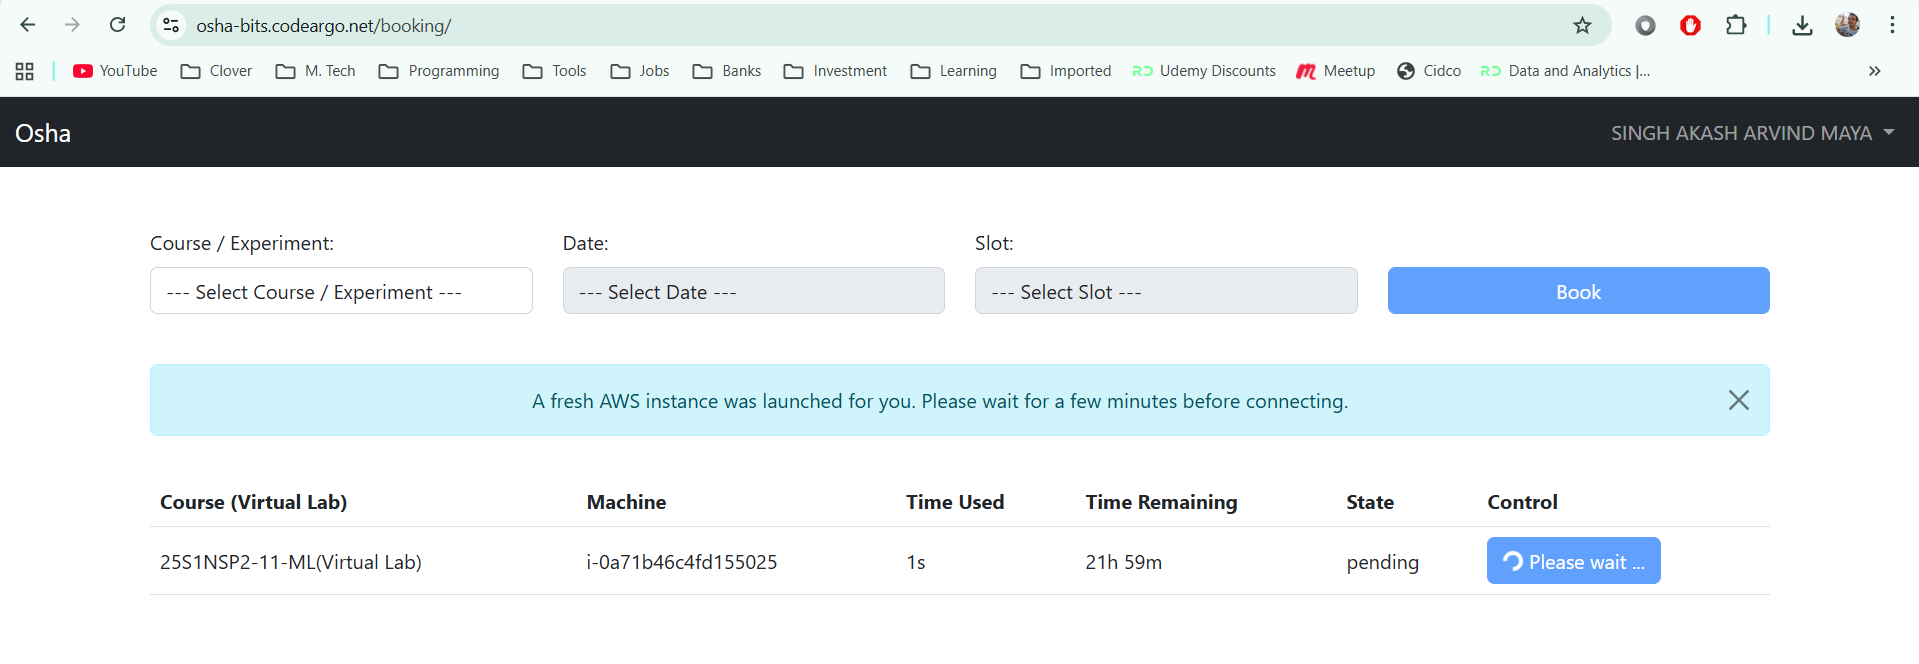 osha-bits.codeargo.net/booking/
YouTube Clover M. Tech Programming Tools Jobs Banks Investment Learning Imported Udemy Discounts Meetup Cidco Data and Analytics |...
Osha SINGH AKASH ARVIND MAYA
Course / Experiment: Date: Slot:
--- Select Course / Experiment --- --- Select Date --- --- Select Slot --- Book
A fresh AWS instance was launched for you. Please wait for a few minutes before connecting.
Course (Virtual Lab) Machine Time Used Time Remaining State Control
25S1NSP2-11-ML(Virtual Lab) i-0a71b46c4fd155025 1s 21h 59m pending Please wait ...